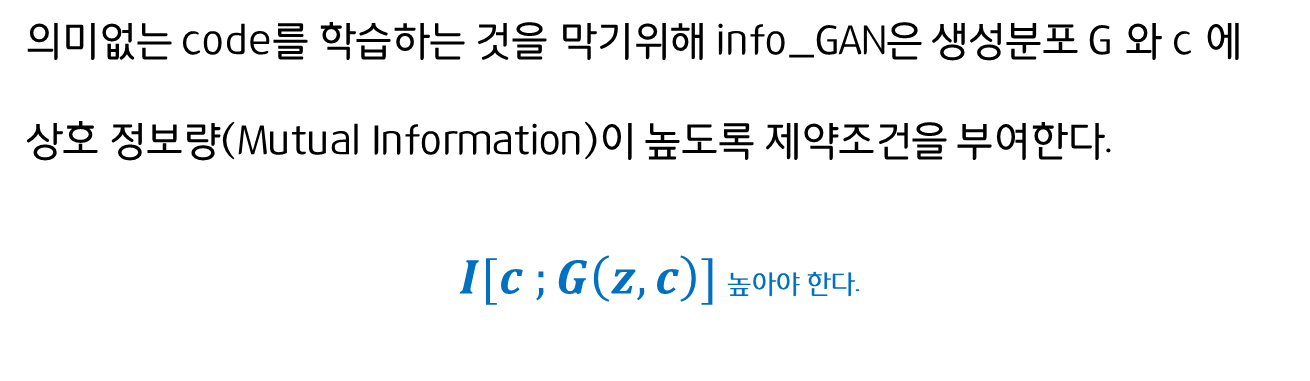 의미없는 code를 학습하는 것을 막기위해 info_GAN은 생성분포 G 와 c 에
상호 정보량(Mutual Information)이 높도록 제약조건을 부여한다.
I[c ; G(z, c)] 높아야 한다.